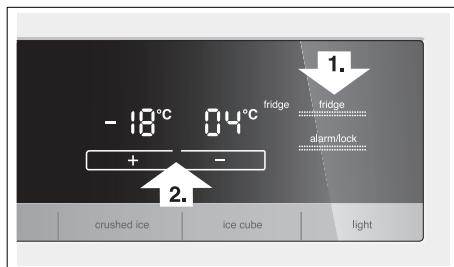 1.
-18°C 04°C fridge fridge
alarm/lock
+ −
2.
crushed ice ice cube light